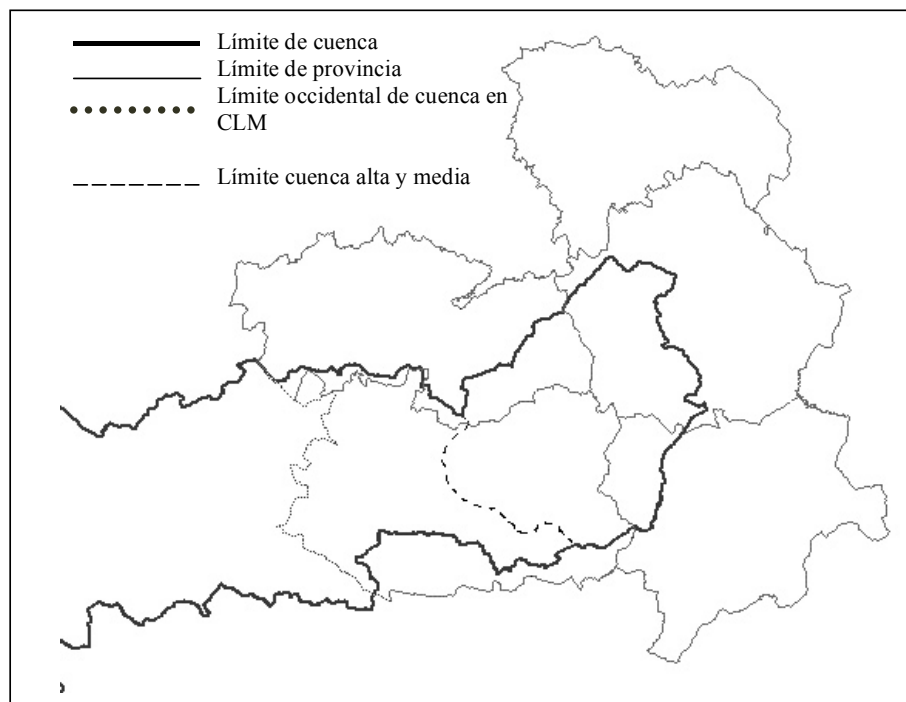 Límite de cuenca
Límite de provincia
Límite occidental de cuenca en
CLM
Límite cuenca alta y media